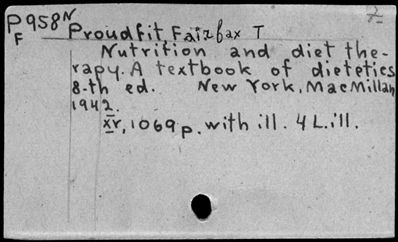 P958N Proudfit, Fairfax T
F
Nutrition and diet the-
rapy. A textbook of dietetics
8-th ed. New York, MacMillan
1942.
xv, 1069 p. with ill. 4 L. ill.